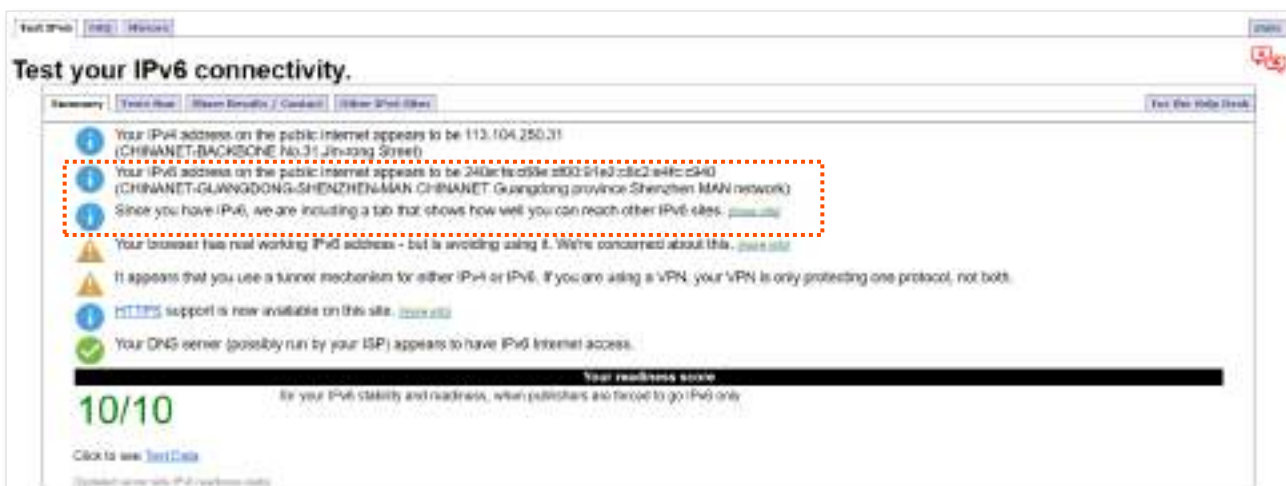 Test IPv6 FAQ Mirrors
Test your IPv6 connectivity.
Summary Tests Run Share Results / Contact Other IPv6 Sites For the Help Desk
Your IPv4 address on the public Internet appears to be 113.104.250.31
(CHINANET-BACKBONE No.31,Jin-rong Street)
Your IPv6 address on the public Internet appears to be
(CHINANET-GUANGDONG-SHENZHEN-MAN CHINANET Guangdong province Shenzhen MAN network)
Since you have IPv6, we are including a tab that shows how well you can reach other IPv6 sites. [more info]
Your browser has real working IPv6 address - but is avoiding using it. We're concerned about this. [more info]
It appears that you use a tunnel mechanism for either IPv4 or IPv6. If you are using a VPN, your VPN is only protecting one protocol, not both.
HTTPS support is now available on this site. [more info]
Your DNS server (possibly run by your ISP) appears to have IPv6 Internet access.
Your readiness score
10/10 for your IPv6 stability and readiness, when publishers are forced to go IPv6 only
Click to see Test Data